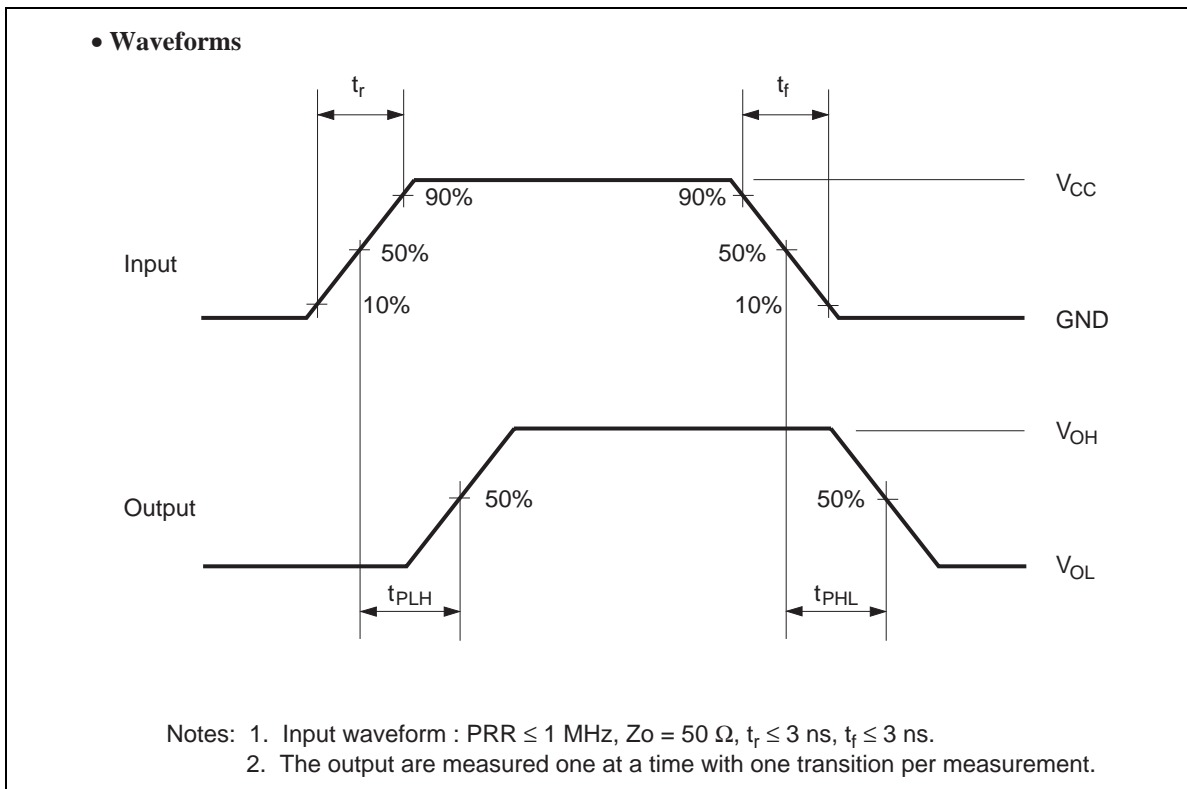 • Waveforms
tr
tf
90%
90%
VCC
Input
50%
50%
10%
10%
GND
VOH
Output
50%
50%
VOL
tPLH
tPHL
Notes: 1. Input waveform : PRR ≤ 1 MHz, Zo = 50 Ω, tr ≤ 3 ns, tf ≤ 3 ns.
2. The output are measured one at a time with one transition per measurement.